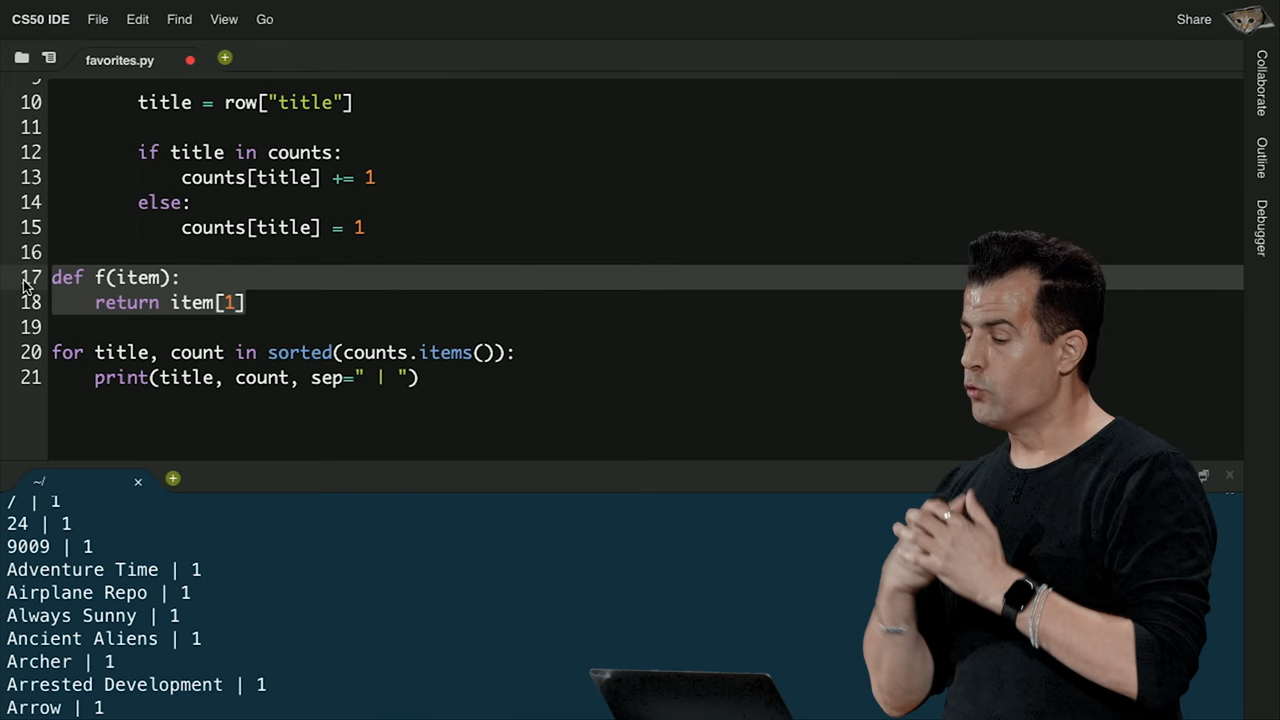 CS50 IDE File Edit Find View Go Share
favorites.py
10 title = row["title"]
11
12 if title in counts:
13 counts[title] += 1
14 else:
15 counts[title] = 1
16
17 def f(item):
18 return item[1]
19
20 for title, count in sorted(counts.items()):
21 print(title, count, sep=" | ")
Collaborate
Outline
Debugger
~/
/ | 1
24 | 1
9009 | 1
Adventure Time | 1
Airplane Repo | 1
Always Sunny | 1
Ancient Aliens | 1
Archer | 1
Arrested Development | 1
Arrow | 1